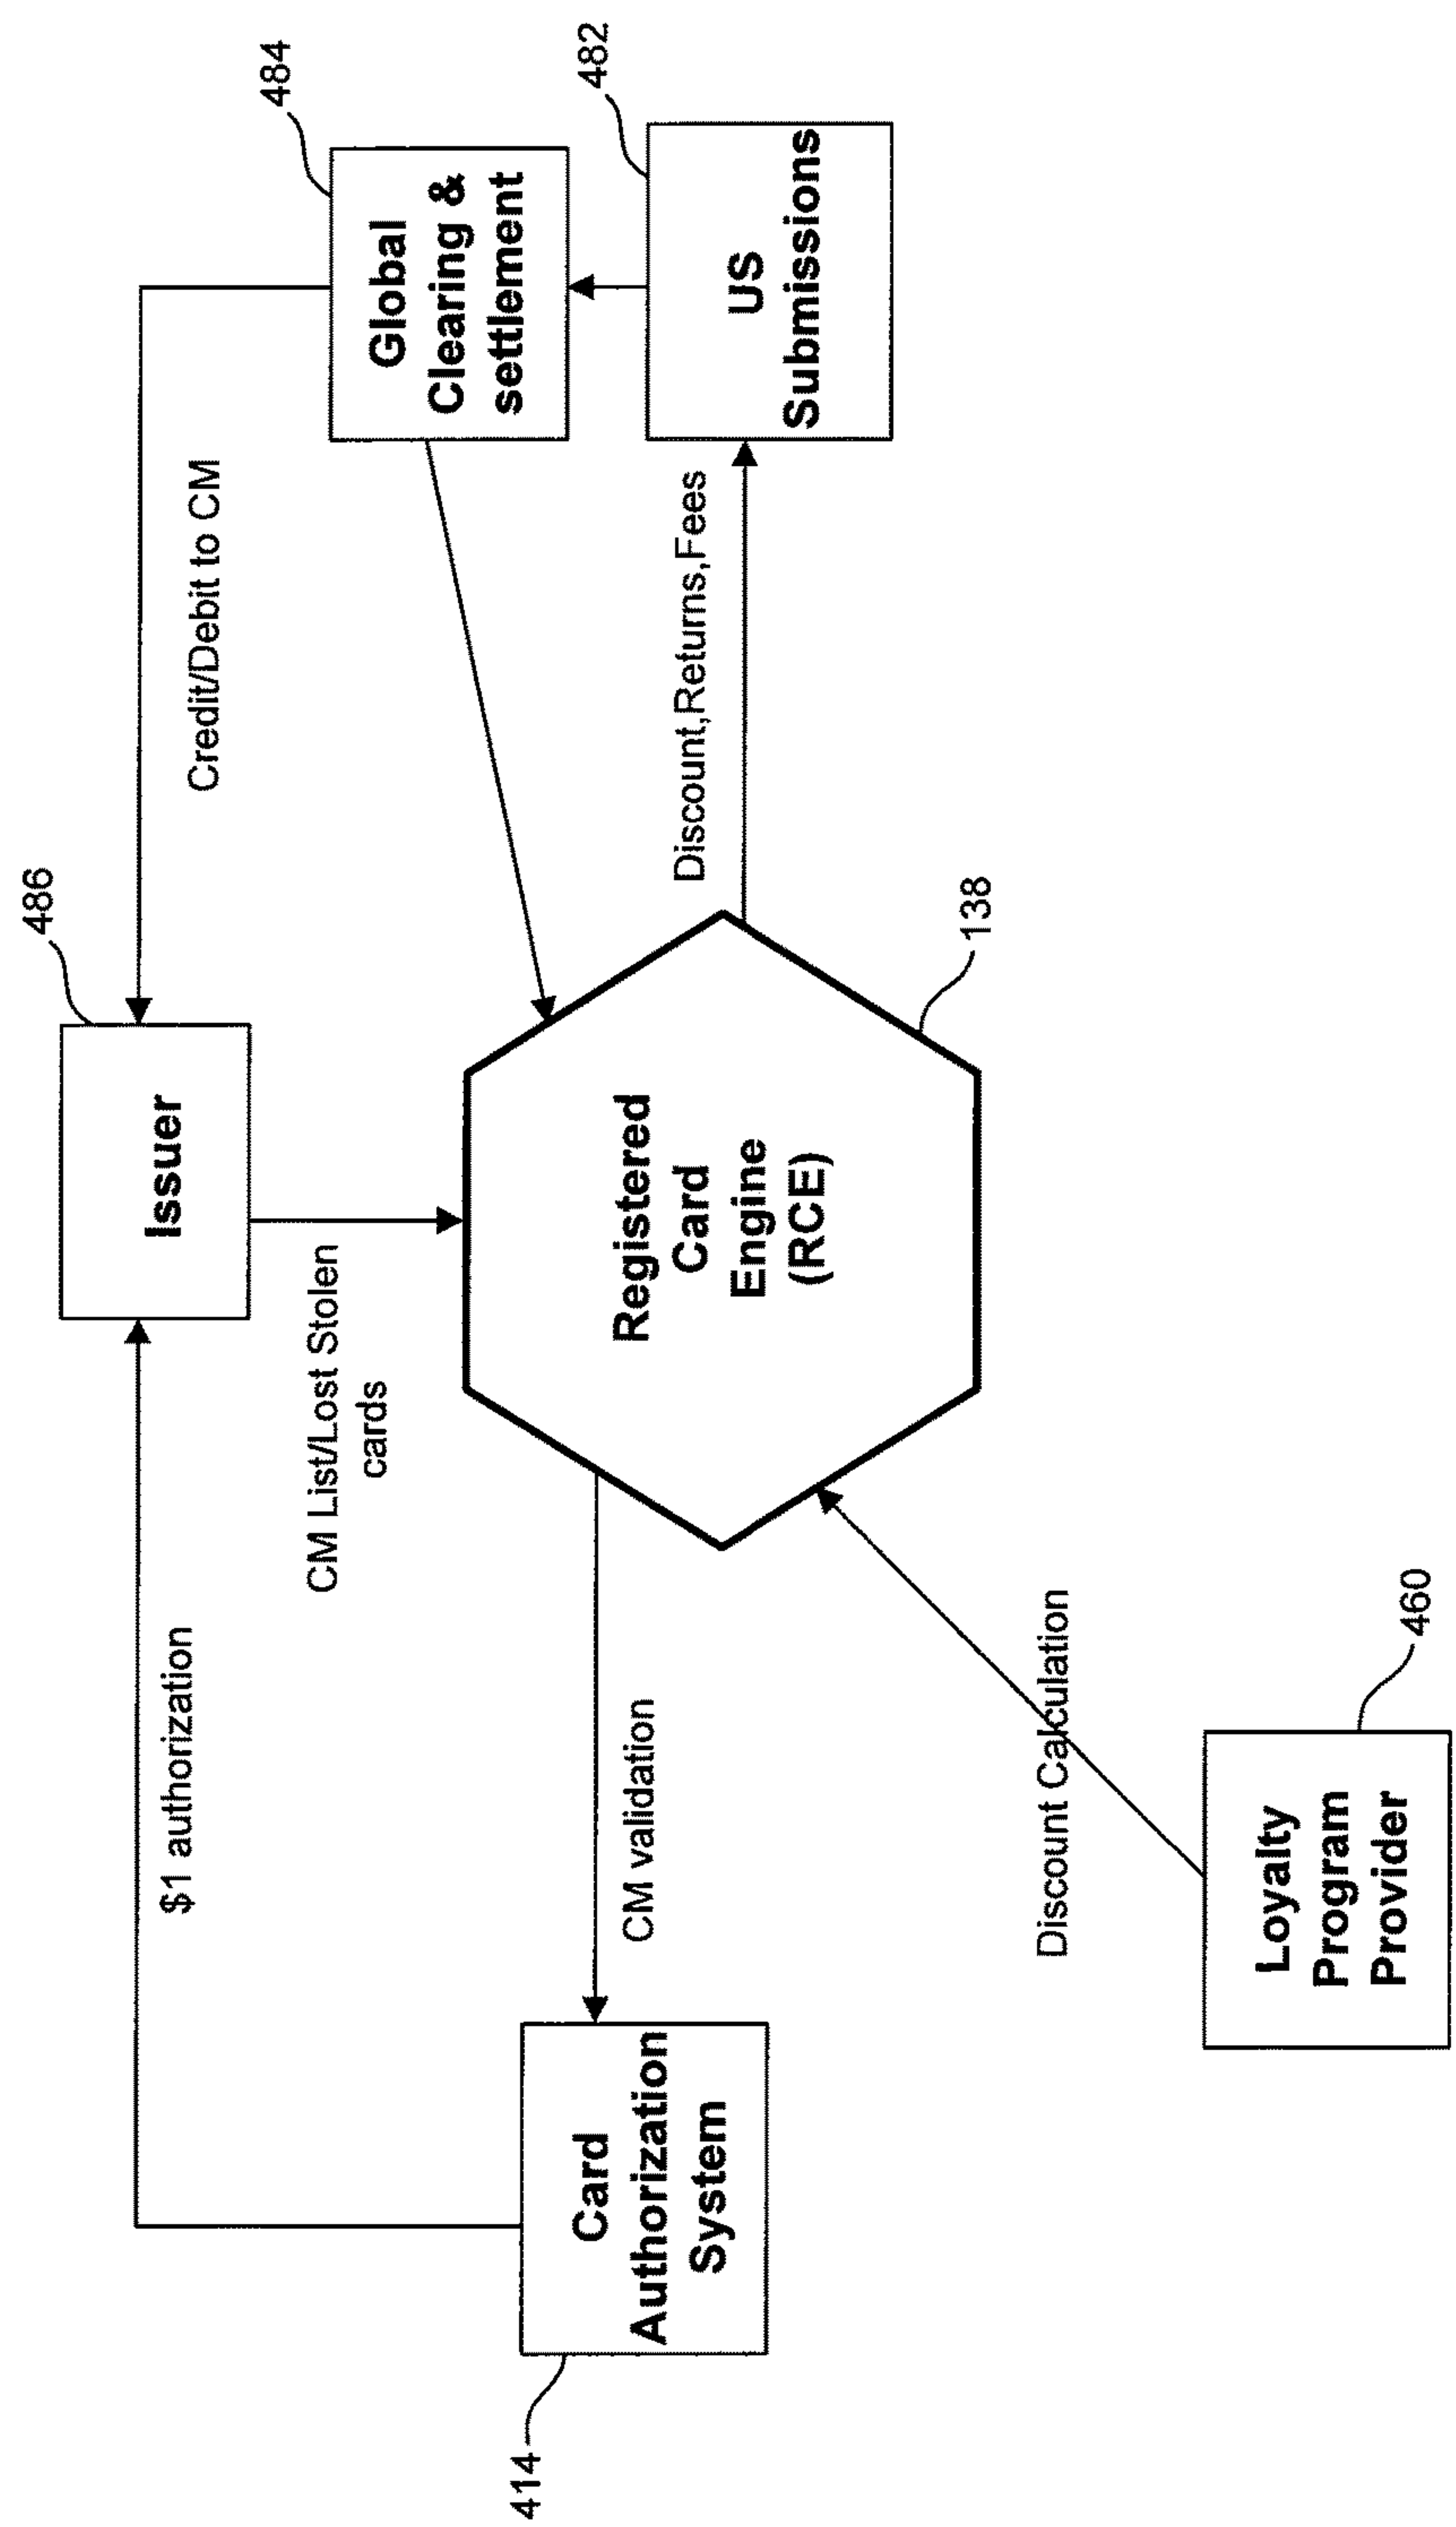 486
Issuer
$1 authorization
CM List/Lost Stolen
cards
Credit/Debit to CM
484
Global
Clearing &
settlement
414
Card
Authorization
System
CM validation
Registered
Card
Engine
(RCE)
138
Discount,Returns,Fees
482
US
Submissions
Discount Calculation
Loyalty
Program
Provider
460